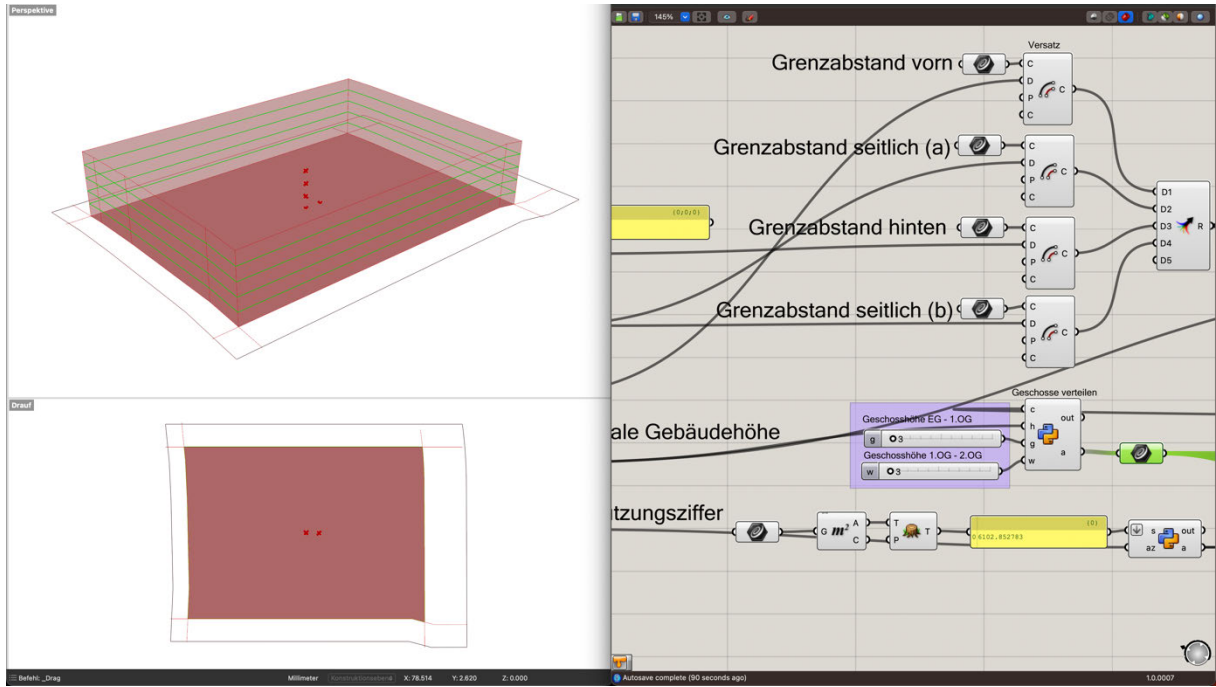 Perspektive
145%
Versatz
Grenzabstand vorn
C
D
P
C
C
Grenzabstand seitlich (a)
C
D
P
C
C
{0;0;0}
Grenzabstand hinten
C
D
P
C
C
D1
D2
D3
D4
D5
R
Grenzabstand seitlich (b)
C
D
P
C
C
Drauf
Geschosse verteilen
ale Gebäudehöhe
Geschosshöhe EG - 1.OG
g 3
Geschosshöhe 1.OG - 2.OG
w 3
c
h
g
w
out
a
tzungsziffer
G m² A
C
T
P
T
{0}
0 6102.852783
s
az
out
a
Befehl: _Drag
Millimeter
Konstruktionsebene
X: 78.514
Y: 2.620
Z: 0.000
Autosave complete (90 seconds ago)
1.0.0007